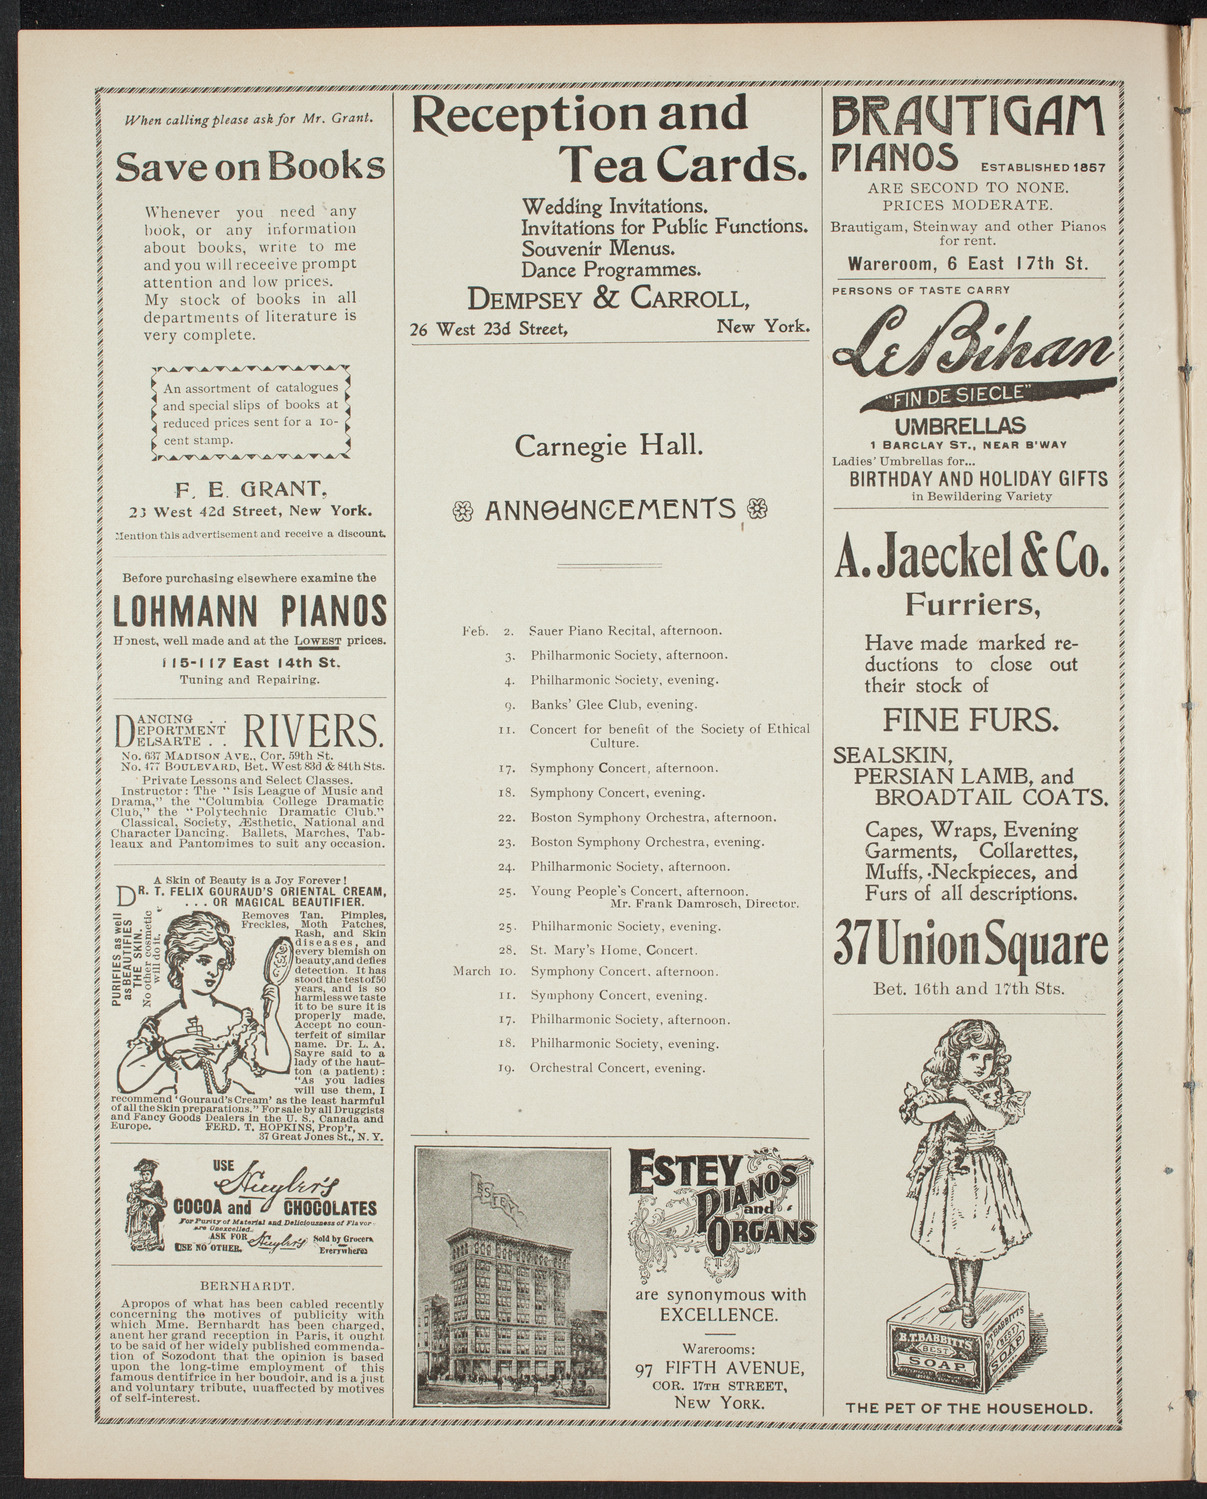 When calling please ask for Mr. Grant.
Save on Books
Whenever you need any
book, or any information
about books, write to me
and you will receeive prompt
attention and low prices.
My stock of books in all
departments of literature is
very complete.
An assortment of catalogues
and special slips of books at
reduced prices sent for a 10-
cent stamp.
F. E. GRANT,
23 West 42d Street, New York.
Mention this advertisement and receive a discount.
Before purchasing elsewhere examine the
LOHMANN PIANOS
Honest, well made and at the LOWEST prices.
115-117 East 14th St.
Tuning and Repairing.
DANCING . .
DEPORTMENT
DELSARTE . .
RIVERS.
No. 637 MADISON AVE., Cor. 59th St.
No. 477 BOULEVARD, Bet. West 83d & 84th Sts.
Private Lessons and Select Classes.
Instructor: The "Isis League of Music and
Drama," the "Columbia College Dramatic
Club," the "Polytechnic Dramatic Club."
Classical, Society, Æsthetic, National and
Character Dancing. Ballets, Marches, Tab-
leaux and Pantomimes to suit any occasion.
A Skin of Beauty is a Joy Forever!
DR. T. FELIX GOURAUD'S ORIENTAL CREAM,
. . . OR MAGICAL BEAUTIFIER.
PURIFIES as well
as BEAUTIFIES
THE SKIN.
No other cosmetic
will do it.
Removes Tan, Pimples,
Freckles, Moth Patches,
Rash, and Skin
diseases, and
every blemish on
beauty, and defies
detection. It has
stood the test of 50
years, and is so
harmless we taste
it to be sure it is
properly made.
Accept no coun-
terfeit of similar
name. Dr. L. A.
Sayre said to a
lady of the haut-
ton (a patient):
"As you ladies
will use them, I
recommend 'Gouraud's Cream' as the least harmful
of all the Skin preparations." For sale by all Druggists
and Fancy Goods Dealers in the U. S., Canada and
Europe. FERD. T. HOPKINS, Prop'r,
37 Great Jones St., N. Y.
USE
Huyler's
COCOA and CHOCOLATES
For Purity of Material and Deliciousness of Flavor
are Unexcelled.
ASK FOR Huyler's Sold by Grocers
USE NO OTHER. Everywhere
BERNHARDT.
Apropos of what has been cabled recently
concerning the motives of publicity with
which Mme. Bernhardt has been charged,
anent her grand reception in Paris, it ought
to be said of her widely published commenda-
tion of Sozodont that the opinion is based
upon the long-time employment of this
famous dentifrice in her boudoir, and is a just
and voluntary tribute, unaffected by motives
of self-interest.
Reception and
Tea Cards.
Wedding Invitations.
Invitations for Public Functions.
Souvenir Menus.
Dance Programmes.
DEMPSEY & CARROLL,
26 West 23d Street, New York.
Carnegie Hall.
ANNOUNCEMENTS
Feb. 2. Sauer Piano Recital, afternoon.
3. Philharmonic Society, afternoon.
4. Philharmonic Society, evening.
9. Banks' Glee Club, evening.
11. Concert for benefit of the Society of Ethical
Culture.
17. Symphony Concert, afternoon.
18. Symphony Concert, evening.
22. Boston Symphony Orchestra, afternoon.
23. Boston Symphony Orchestra, evening.
24. Philharmonic Society, afternoon.
25. Young People's Concert, afternoon.
Mr. Frank Damrosch, Director.
25. Philharmonic Society, evening.
28. St. Mary's Home, Concert.
March 10. Symphony Concert, afternoon.
11. Symphony Concert, evening.
17. Philharmonic Society, afternoon.
18. Philharmonic Society, evening.
19. Orchestral Concert, evening.
ESTEY
ESTEY
PIANOS
and
ORGANS
are synonymous with
EXCELLENCE.
Warerooms:
97 FIFTH AVENUE,
COR. 17TH STREET,
NEW YORK.
BRAUTIGAM
PIANOS ESTABLISHED 1857
ARE SECOND TO NONE.
PRICES MODERATE.
Brautigam, Steinway and other Pianos
for rent.
Wareroom, 6 East 17th St.
PERSONS OF TASTE CARRY
Le Bihan
"FIN DE SIECLE"
UMBRELLAS
1 BARCLAY ST., NEAR B'WAY
Ladies' Umbrellas for...
BIRTHDAY AND HOLIDAY GIFTS
in Bewildering Variety
A. Jaeckel & Co.
Furriers,
Have made marked re-
ductions to close out
their stock of
FINE FURS.
SEALSKIN,
PERSIAN LAMB, and
BROADTAIL COATS.
Capes, Wraps, Evening
Garments, Collarettes,
Muffs, Neckpieces, and
Furs of all descriptions.
37 Union Square
Bet. 16th and 17th Sts.
B.T. BABBITT'S
BEST
SOAP
B.T. BABBITT'S
BEST
SOAP
THE PET OF THE HOUSEHOLD.